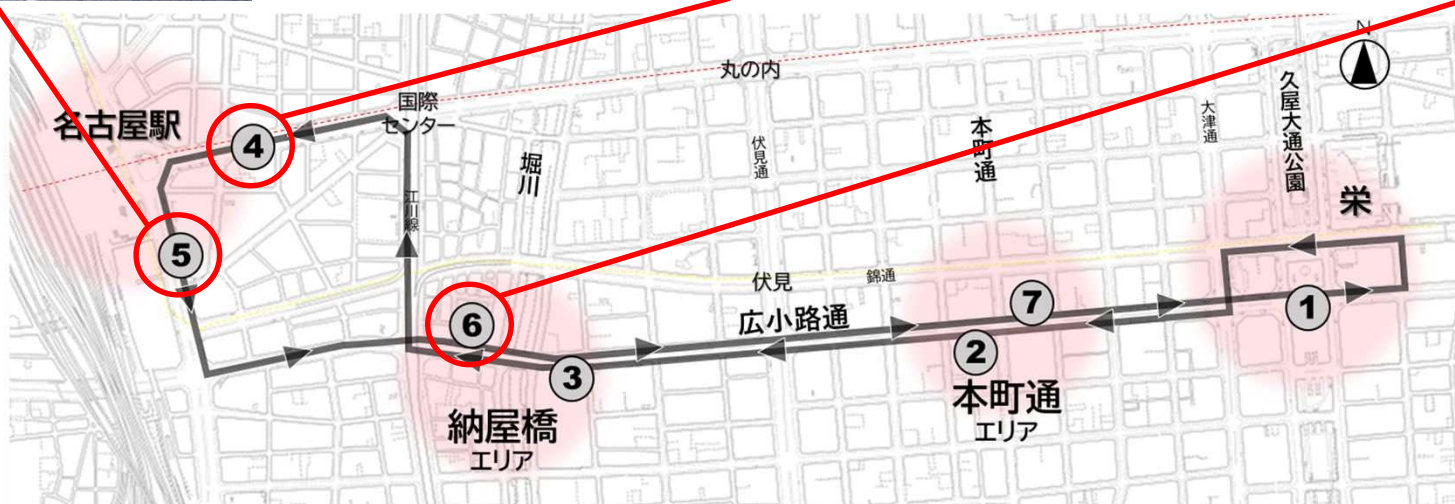 N
丸の内
国際
センター
名古屋駅
4
久屋大通公園
大津通
本町通
伏見通
堀川
栄
江川線
5
伏見
錦通
広小路通
6
7
1
2
3
本町通
エリア
納屋橋
エリア